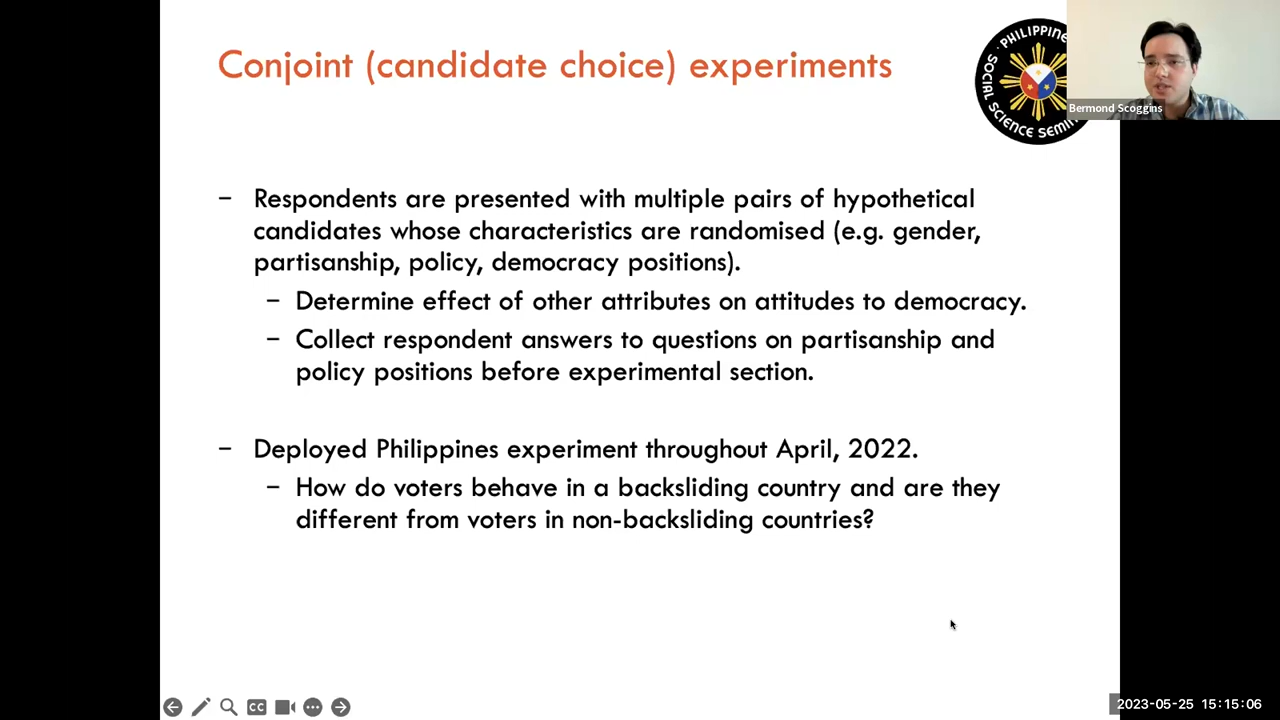 Conjoint (candidate choice) experiments
PHILIPPINE
SOCIAL SCIENCE
Bermond Scoggins
– Respondents are presented with multiple pairs of hypothetical
candidates whose characteristics are randomised (e.g. gender,
partisanship, policy, democracy positions).
– Determine effect of other attributes on attitudes to democracy.
– Collect respondent answers to questions on partisanship and
policy positions before experimental section.
– Deployed Philippines experiment throughout April, 2022.
– How do voters behave in a backsliding country and are they
different from voters in non-backsliding countries?
CC
2023-05-25 15:15:06